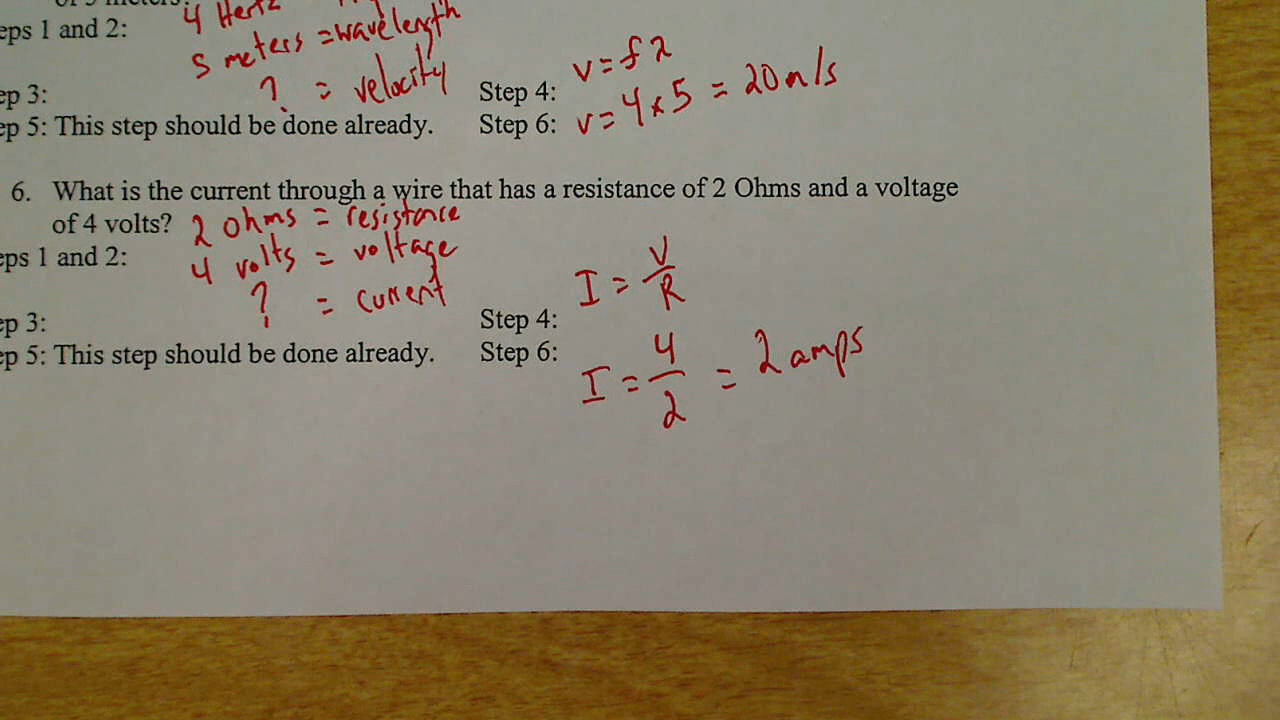 eps 1 and 2:
4 Hertz
5 meters = wavelength
? = velocity
ep 3:
Step 4: v = fλ
ep 5: This step should be done already.
Step 6: v = 4 x 5 = 20 m/s
6. What is the current through a wire that has a resistance of 2 Ohms and a voltage
of 4 volts?
2 ohms = resistance
eps 1 and 2:
4 volts = voltage
? = current
ep 3:
Step 4: I = V/R
ep 5: This step should be done already.
Step 6: I = 4/2 = 2 amps